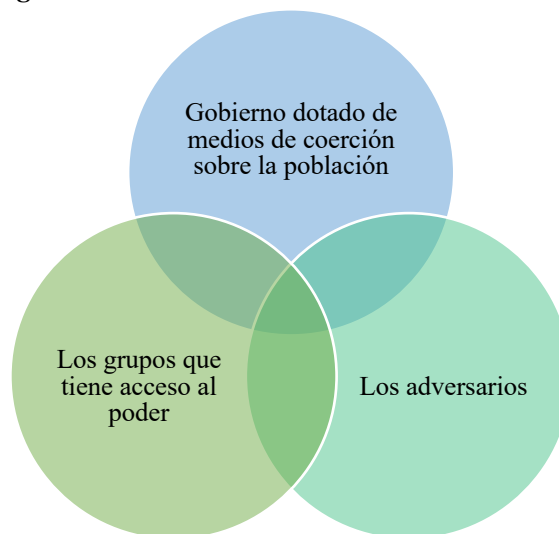 Gobierno dotado de
medios de coerción
sobre la población
Los grupos que
tiene acceso al
poder
Los adversarios